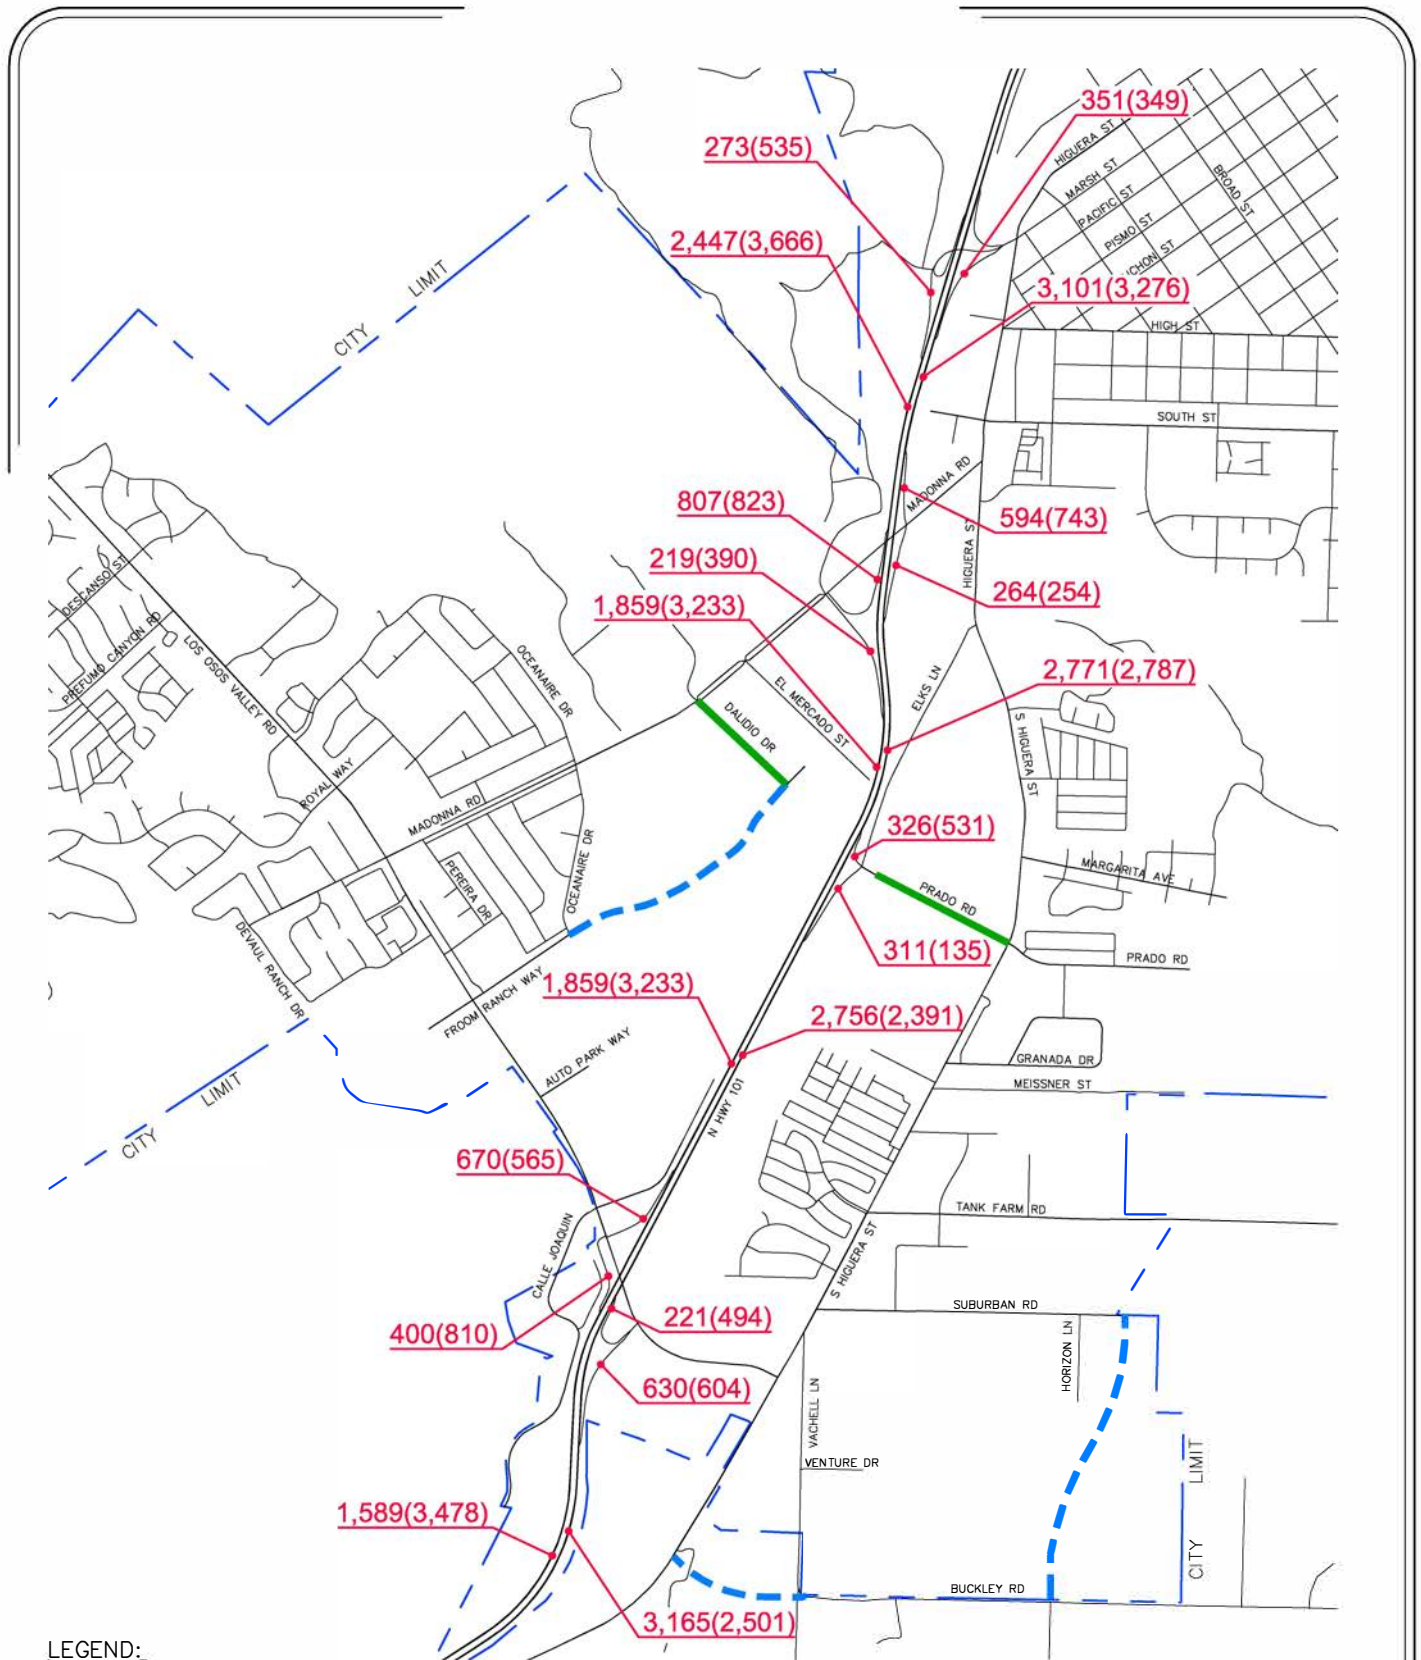 351(349)
HIGUERA ST
273(535)
MARSH ST
BROAD ST
PACIFIC ST
PISMO ST
2,447(3,666)
CHON ST
LIMIT
3,101(3,276)
CITY
HIGH ST
SOUTH ST
MADONNA RD
807(823)
594(743)
219(390)
HIGUERA ST
DESCANSO ST
264(254)
1,859(3,233)
PREFUMO CANYON RD
LOS OSOS VALLEY RD
OCEANAIRE DR
2,771(2,787)
ELKS LN
EL MERCADO ST
DALIDIO DR
S HIGUERA ST
ROYAL WAY
MADONNA RD
326(531)
OCEANAIRE DR
PEREIRA DR
MARGARITA AVE
PRADO RD
DEVAUL RANCH DR
311(135)
PRADO RD
FROOM RANCH WAY
1,859(3,233)
2,756(2,391)
AUTO PARK WAY
GRANADA DR
LIMIT
MEISSNER ST
N HWY 101
CITY
670(565)
TANK FARM RD
CALLE JOAQUIN
S HIGUERA ST
SUBURBAN RD
221(494)
400(810)
HORIZON LN
630(604)
VACHELL LN
LIMIT
VENTURE DR
1,589(3,478)
CITY
BUCKLEY RD
3,165(2,501)
LEGEND: